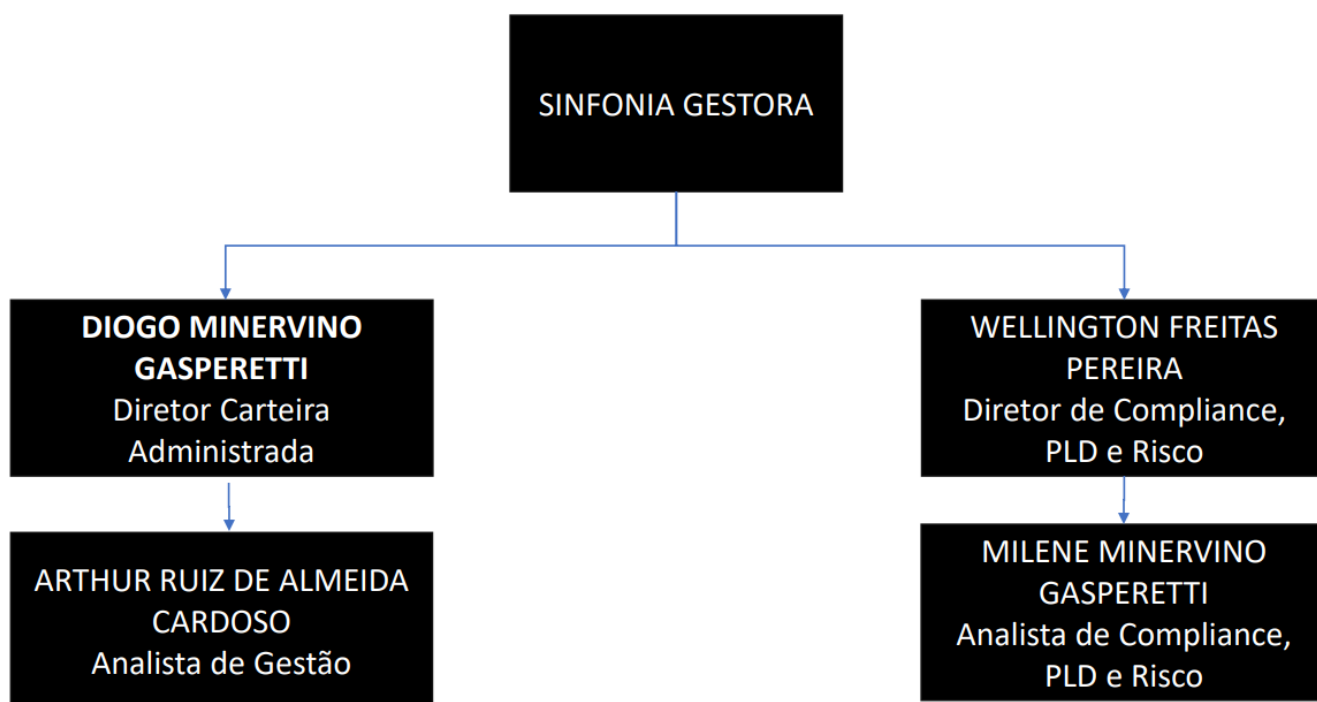 SINFONIA GESTORA
DIOGO MINERVINO
GASPERETTI
Diretor Carteira
Administrada
WELLINGTON FREITAS
PEREIRA
Diretor de Compliance,
PLD e Risco
ARTHUR RUIZ DE ALMEIDA
CARDOSO
Analista de Gestão
MILENE MINERVINO
GASPERETTI
Analista de Compliance,
PLD e Risco